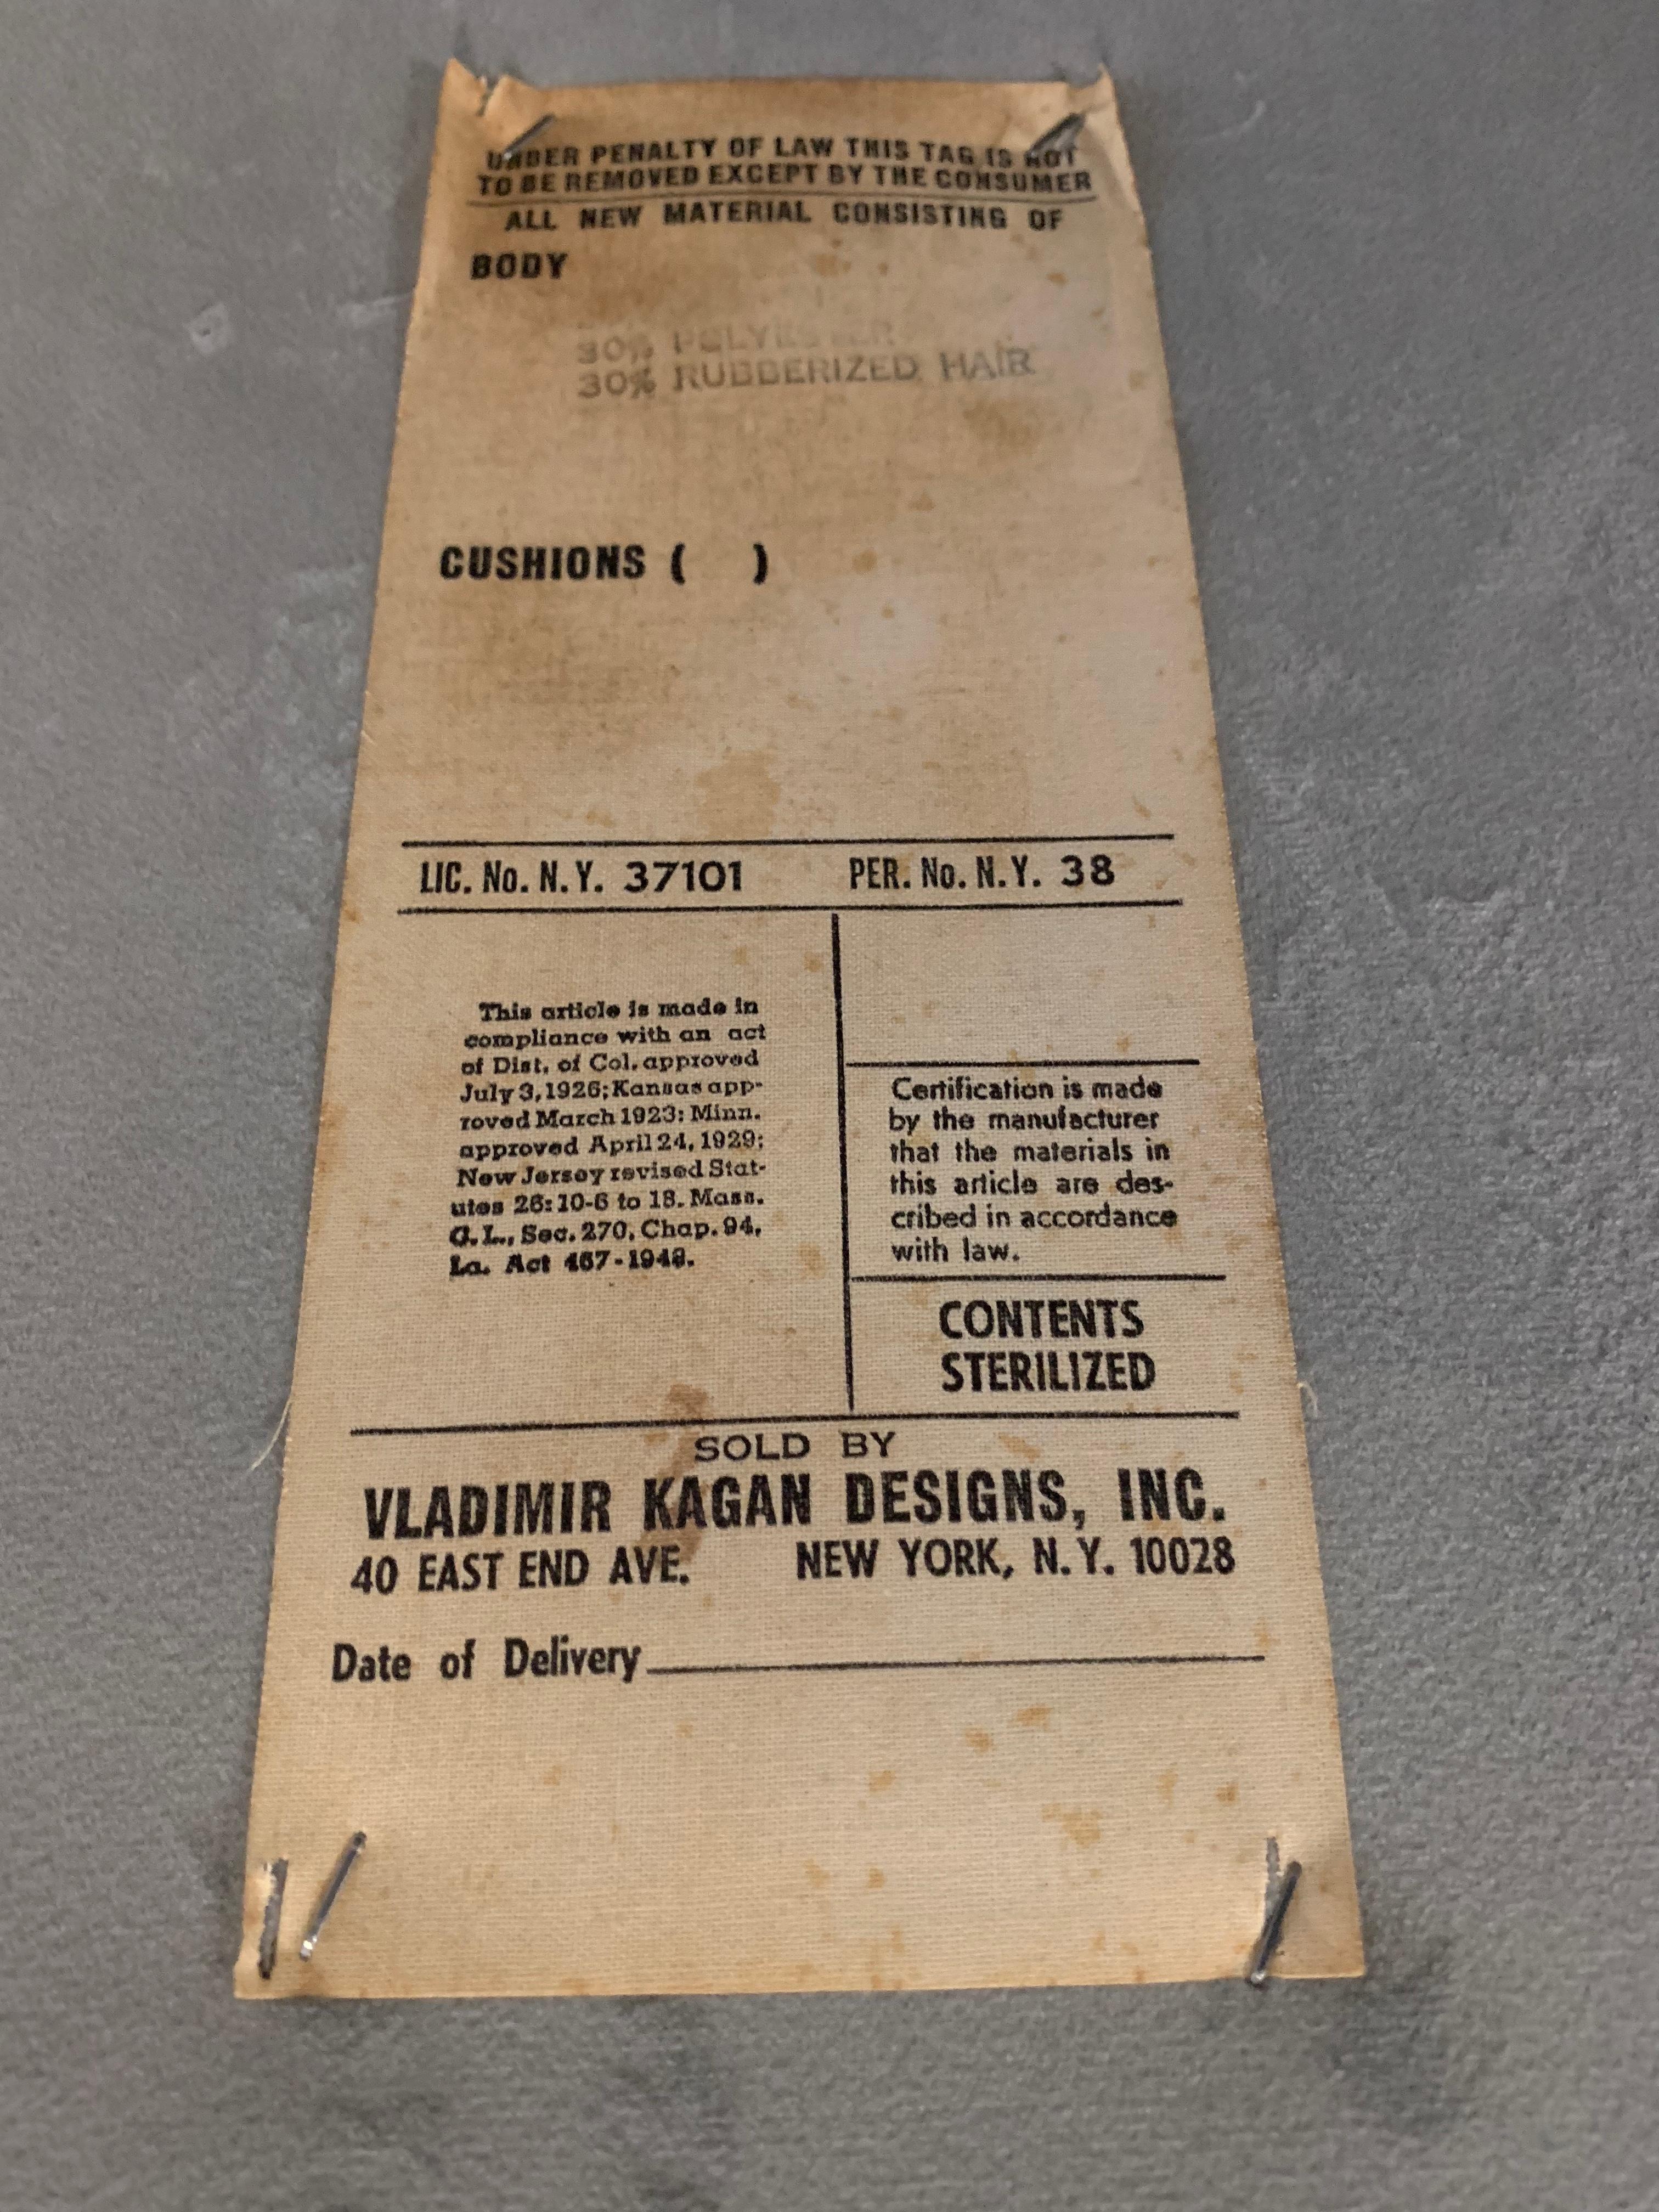 UNDER PENALTY OF LAW THIS TAG IS NOT
TO BE REMOVED EXCEPT BY THE CONSUMER
ALL NEW MATERIAL CONSISTING OF
BODY
30% POLYESTER
30% RUBBERIZED HAIR
CUSHIONS ( )
LIC. No. N.Y. 37101 PER. No. N.Y. 38
This article is made in
compliance with an act
of Dist. of Col. approved
July 3, 1926; Kansas app-
roved March 1923; Minn.
approved April 24, 1929;
New Jersey revised Stat-
utes 26:10-6 to 18. Mass.
G.L., Sec. 270, Chap. 94,
La. Act 467-1948.
Certification is made
by the manufacturer
that the materials in
this article are des-
cribed in accordance
with law.
CONTENTS
STERILIZED
SOLD BY
VLADIMIR KAGAN DESIGNS, INC.
40 EAST END AVE. NEW YORK, N.Y. 10028
Date of Delivery